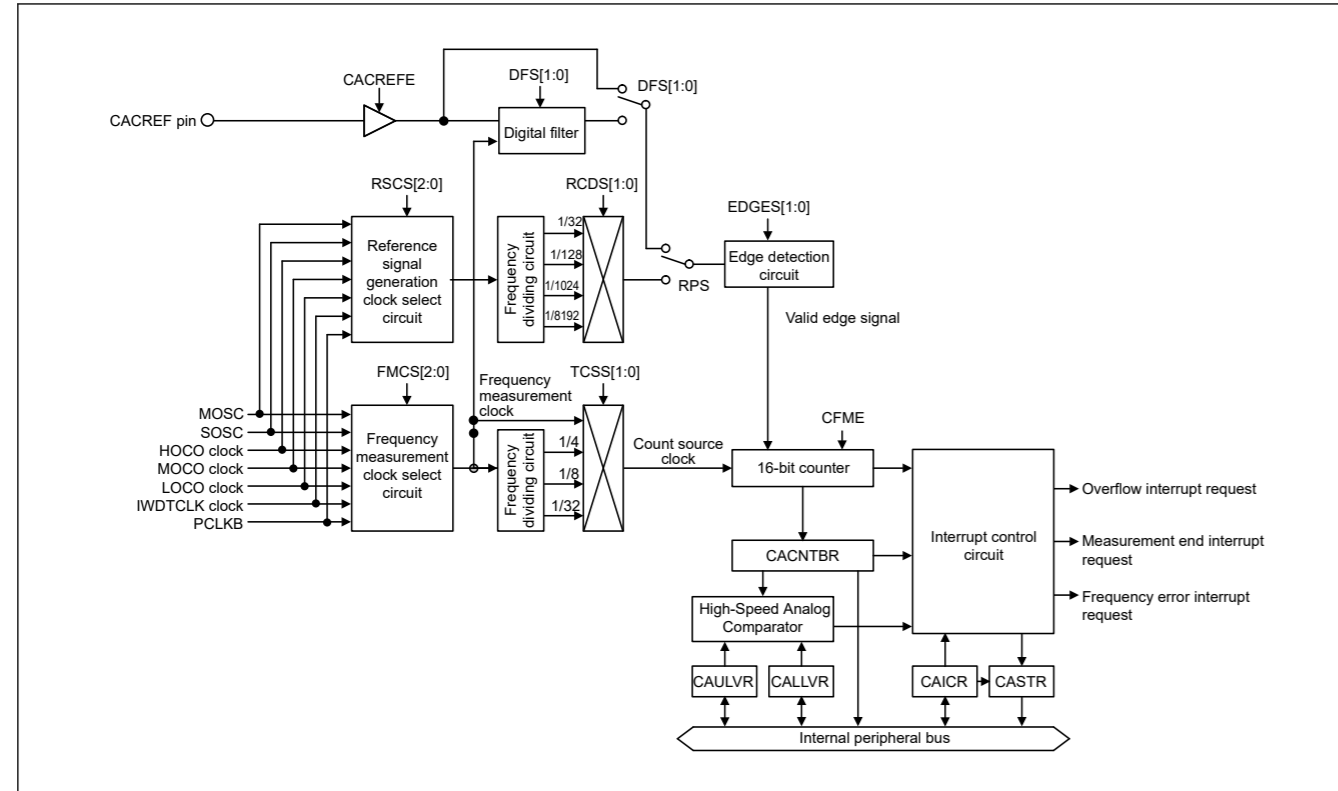 CACREFE
DFS[1:0]
DFS[1:0]
CACREF pin
Digital filter
RSCS[2:0]
RCDS[1:0]
EDGES[1:0]
Reference
signal
generation
clock select
circuit
Frequency
dividing circuit
1/32
1/128
1/1024
1/8192
RPS
Edge detection
circuit
Valid edge signal
FMCS[2:0]
Frequency
measurement
clock
TCSS[1:0]
MOSC
SOSC
HOCO clock
MOCO clock
LOCO clock
IWDTCLK clock
PCLKB
Frequency
measurement
clock select
circuit
Frequency
dividing circuit
1/4
1/8
1/32
Count source
clock
CFME
16-bit counter
CACNTBR
High-Speed Analog
Comparator
CAULVR
CALLVR
Interrupt control
circuit
CAICR
CASTR
Overflow interrupt request
Measurement end interrupt
request
Frequency error interrupt
request
Internal peripheral bus